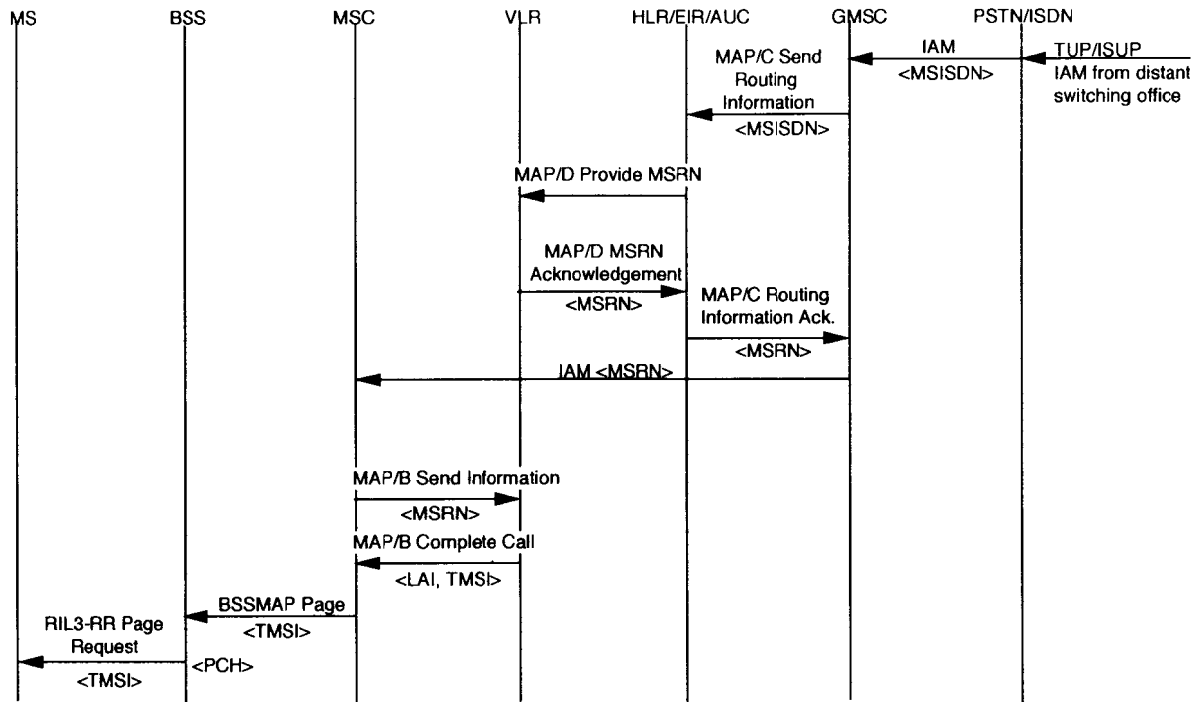 MS BSS MSC VLR HLR/EIR/AUC GMSC PSTN/ISDN
IAM
<MSISDN>
TUP/ISUP
IAM from distant
switching office
MAP/C Send
Routing
Information
<MSISDN>
MAP/D Provide MSRN
MAP/D MSRN
Acknowledgement
<MSRN>
MAP/C Routing
Information Ack.
<MSRN>
IAM <MSRN>
MAP/B Send Information
<MSRN>
MAP/B Complete Call
<LAI, TMSI>
BSSMAP Page
<TMSI>
RIL3-RR Page
Request
<PCH>
<TMSI>